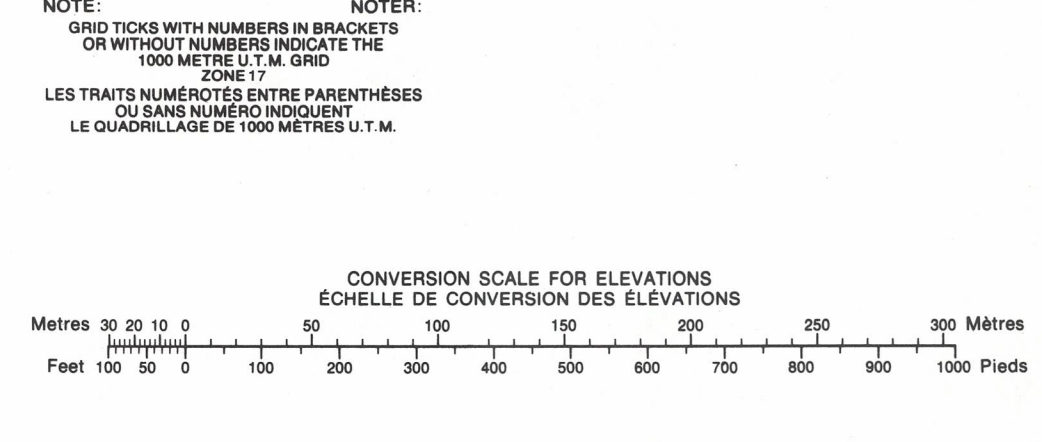 NOTE: NOTER:
GRID TICKS WITH NUMBERS IN BRACKETS
OR WITHOUT NUMBERS INDICATE THE
1000 METRE U.T.M. GRID
ZONE 17
LES TRAITS NUMÉROTÉS ENTRE PARENTHÈSES
OU SANS NUMÉRO INDIQUENT
LE QUADRILLAGE DE 1000 MÈTRES U.T.M.
CONVERSION SCALE FOR ELEVATIONS
ÉCHELLE DE CONVERSION DES ÉLÉVATIONS
Metres 30 20 10 0 50 100 150 200 250 300 Mètres
Feet 100 50 0 100 200 300 400 500 600 700 800 900 1000 Pieds